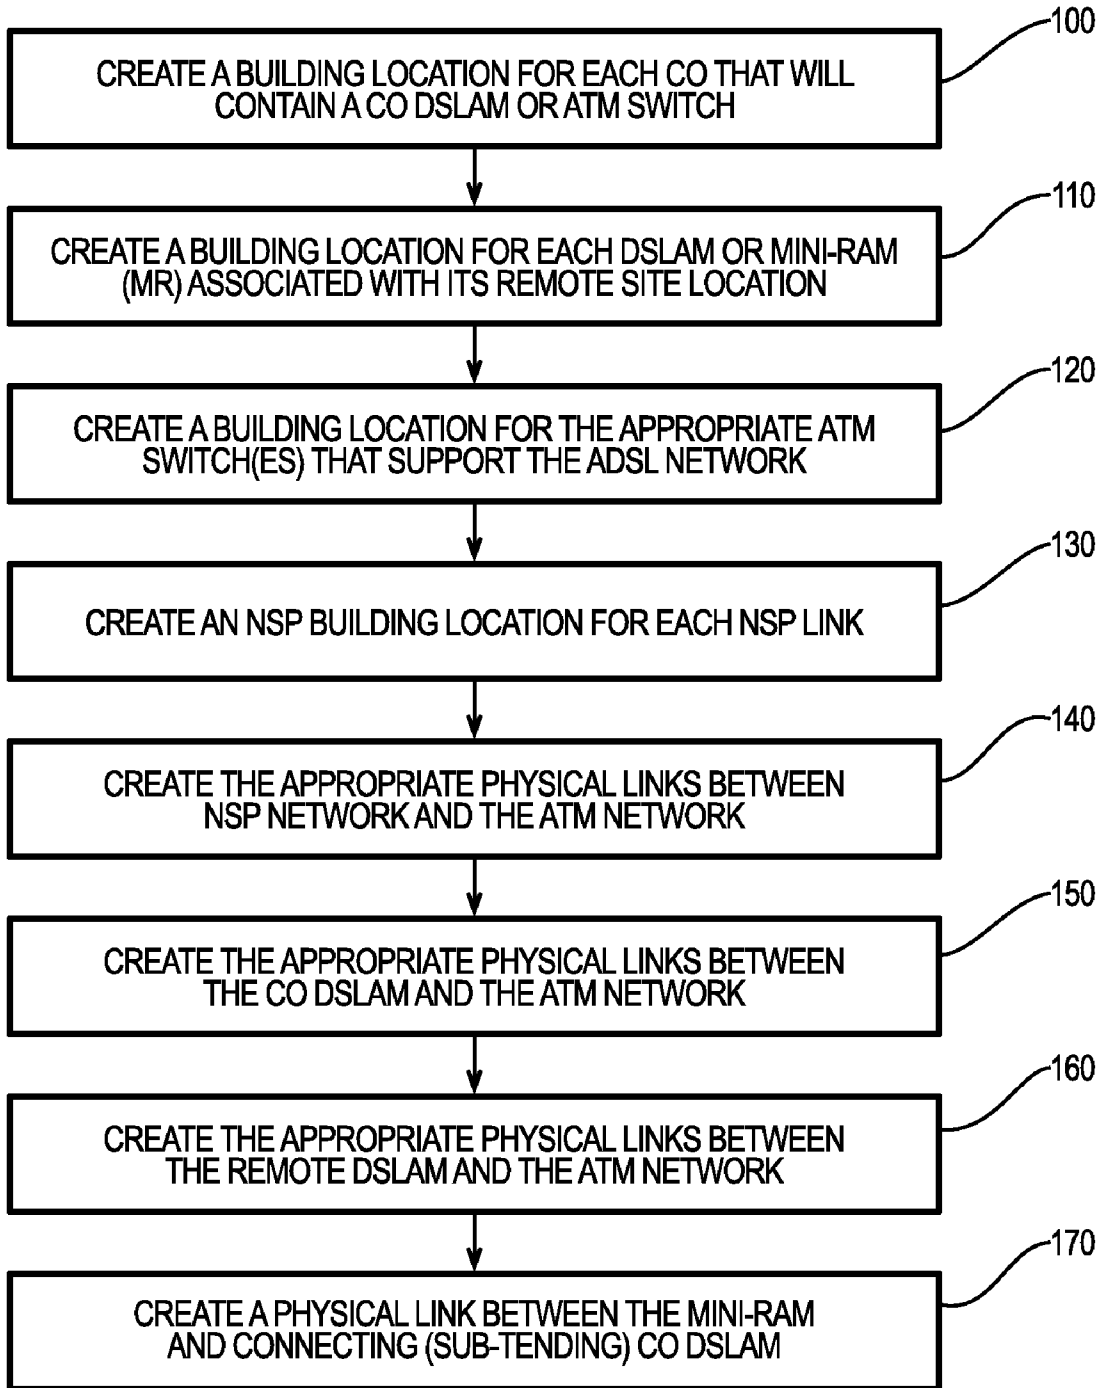 100
CREATE A BUILDING LOCATION FOR EACH CO THAT WILL
CONTAIN A CO DSLAM OR ATM SWITCH
110
CREATE A BUILDING LOCATION FOR EACH DSLAM OR MINI-RAM
(MR) ASSOCIATED WITH ITS REMOTE SITE LOCATION
120
CREATE A BUILDING LOCATION FOR THE APPROPRIATE ATM
SWITCH(ES) THAT SUPPORT THE ADSL NETWORK
130
CREATE AN NSP BUILDING LOCATION FOR EACH NSP LINK
140
CREATE THE APPROPRIATE PHYSICAL LINKS BETWEEN
NSP NETWORK AND THE ATM NETWORK
150
CREATE THE APPROPRIATE PHYSICAL LINKS BETWEEN
THE CO DSLAM AND THE ATM NETWORK
160
CREATE THE APPROPRIATE PHYSICAL LINKS BETWEEN
THE REMOTE DSLAM AND THE ATM NETWORK
170
CREATE A PHYSICAL LINK BETWEEN THE MINI-RAM
AND CONNECTING (SUB-TENDING) CO DSLAM